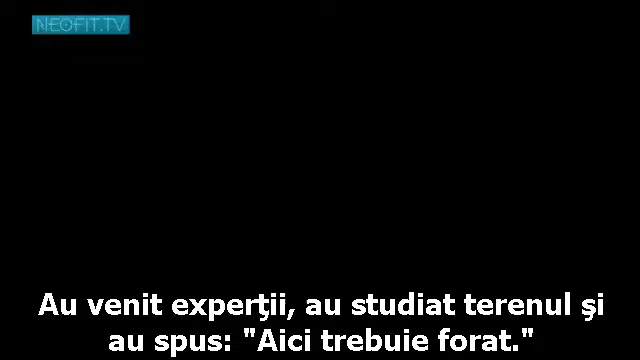 NEOFIT.TV
Au venit experţii, au studiat terenul şi
au spus: "Aici trebuie forat."